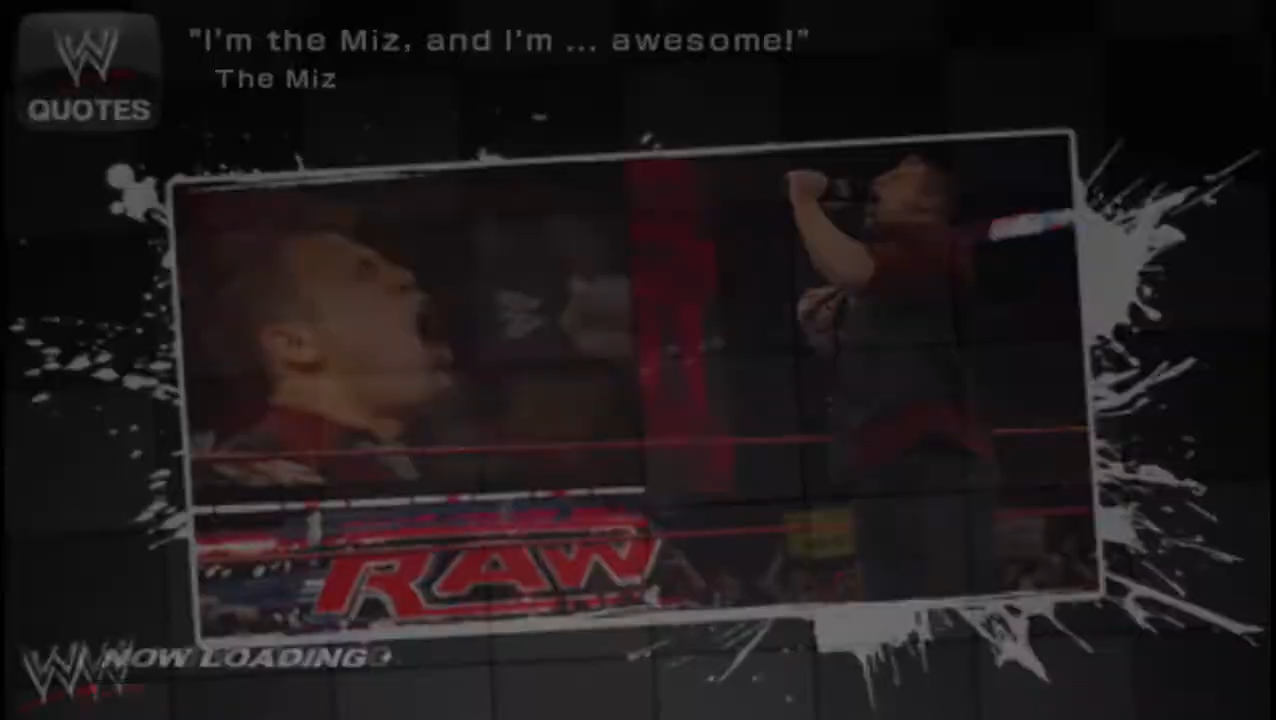 W
QUOTES
"I'm the Miz, and I'm ... awesome!"
The Miz
RAW
W
NOW LOADING